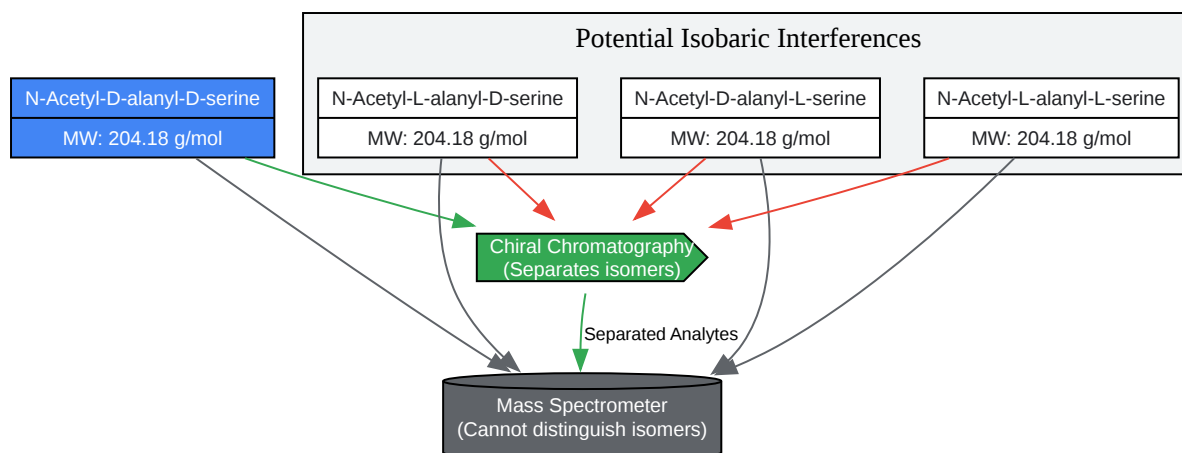 Potential Isobaric Interferences
N-Acetyl-D-alanyl-D-serine
MW: 204.18 g/mol
N-Acetyl-L-alanyl-D-serine
MW: 204.18 g/mol
N-Acetyl-D-alanyl-L-serine
MW: 204.18 g/mol
N-Acetyl-L-alanyl-L-serine
MW: 204.18 g/mol
Chiral Chromatography
(Separates isomers)
Separated Analytes
Mass Spectrometer
(Cannot distinguish isomers)